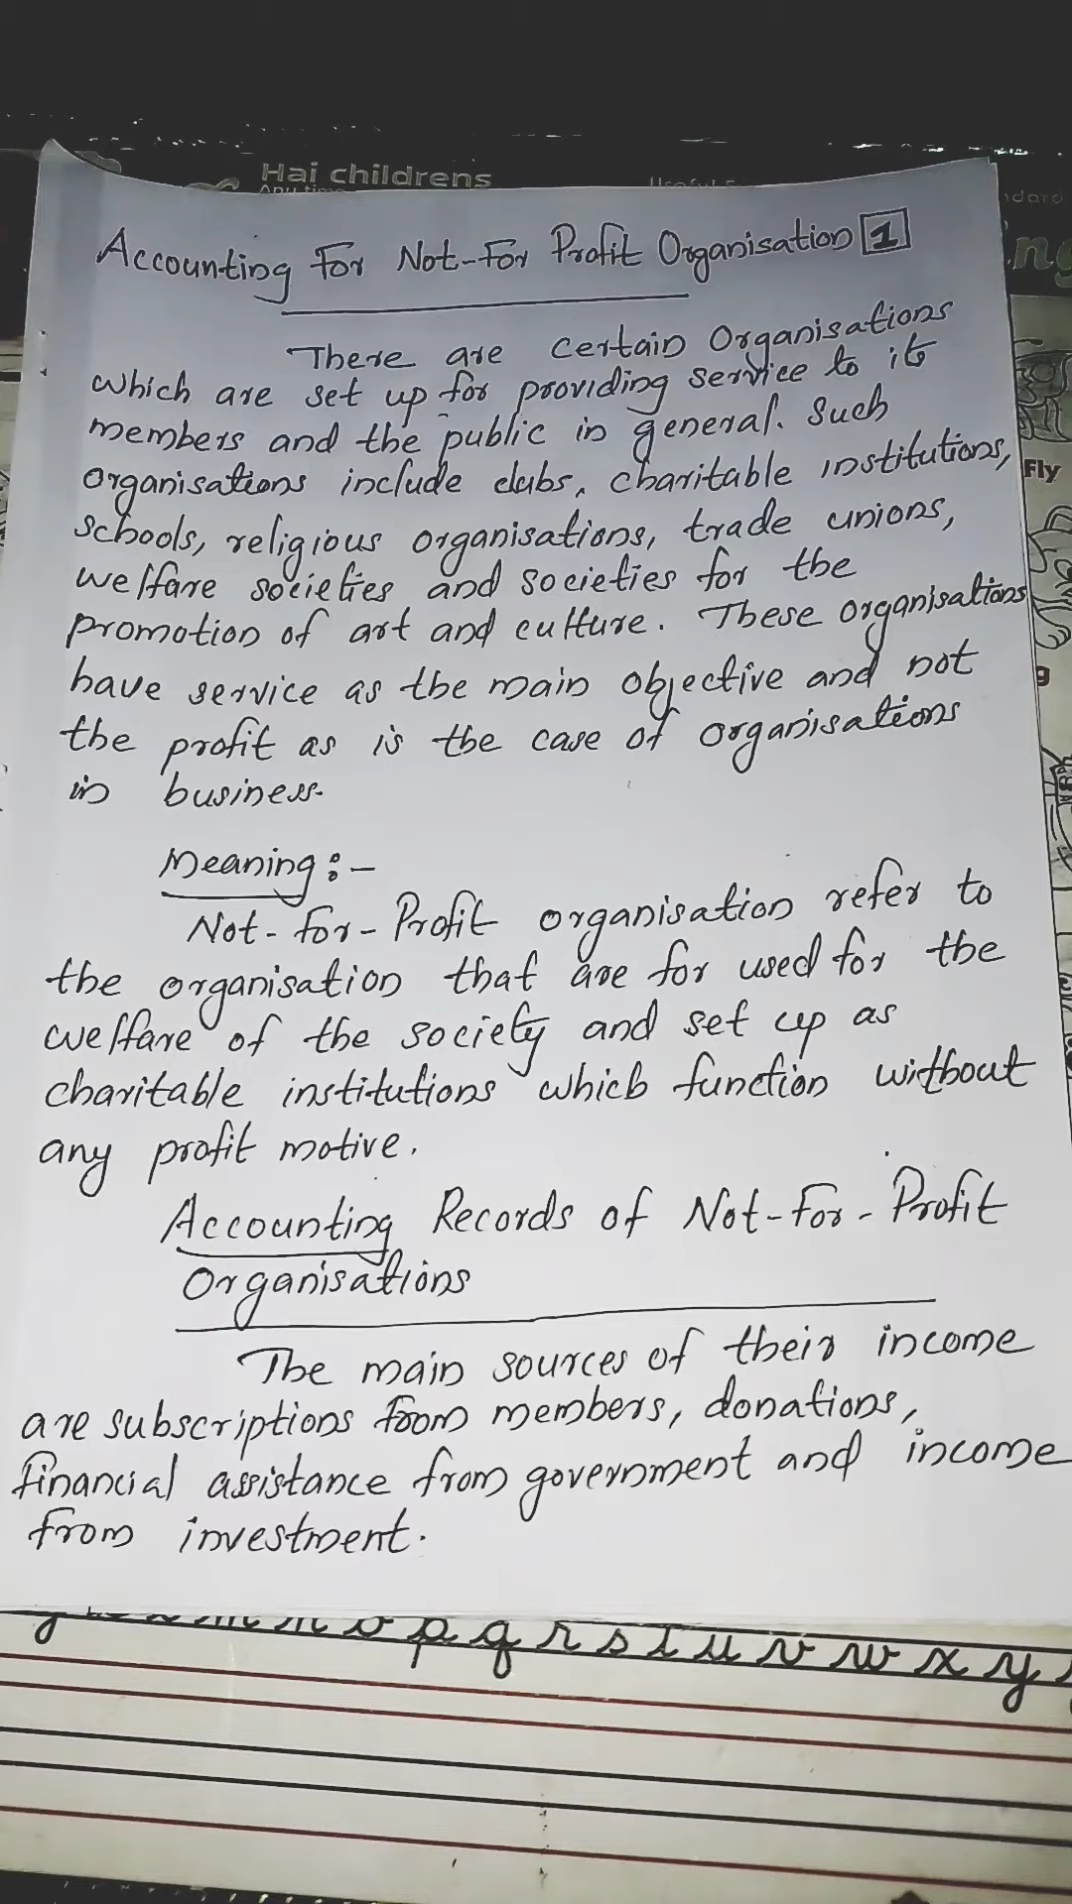 Hai childrens
Accounting For Not-For Profit Organisation 1
There are certain Organisations
which are set up for providing service to its
members and the public in general. Such
organisations include clubs, charitable institutions,
schools, religious organisations, trade unions,
welfare societies and societies for the
promotion of art and culture. These organisations
have service as the main objective and not
the profit as is the case of organisations
in business.
Meaning:-
Not-for-Profit organisation refer to
the organisation that are for used for the
welfare of the society and set up as
charitable institutions which function without
any profit motive.
Accounting Records of Not-For-Profit
Organisations
The main sources of their income
are subscriptions from members, donations,
financial assistance from government and income
from investment.
Fly
p q r s t u v w x y